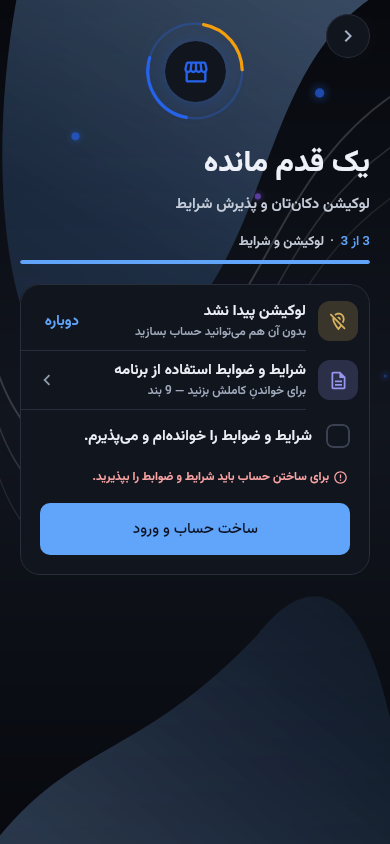 یک قدم مانده
لوکیشن دکان‌تان و پذیرش شرایط
3 از 3 · لوکیشن و شرایط
لوکیشن پیدا نشد
بدون آن هم می‌توانید حساب بسازید
دوباره
شرایط و ضوابط استفاده از برنامه
برای خواندنِ کاملش بزنید — 9 بند
شرایط و ضوابط را خوانده‌ام و می‌پذیرم.
برای ساختن حساب باید شرایط و ضوابط را بپذیرید.
ساخت حساب و ورود